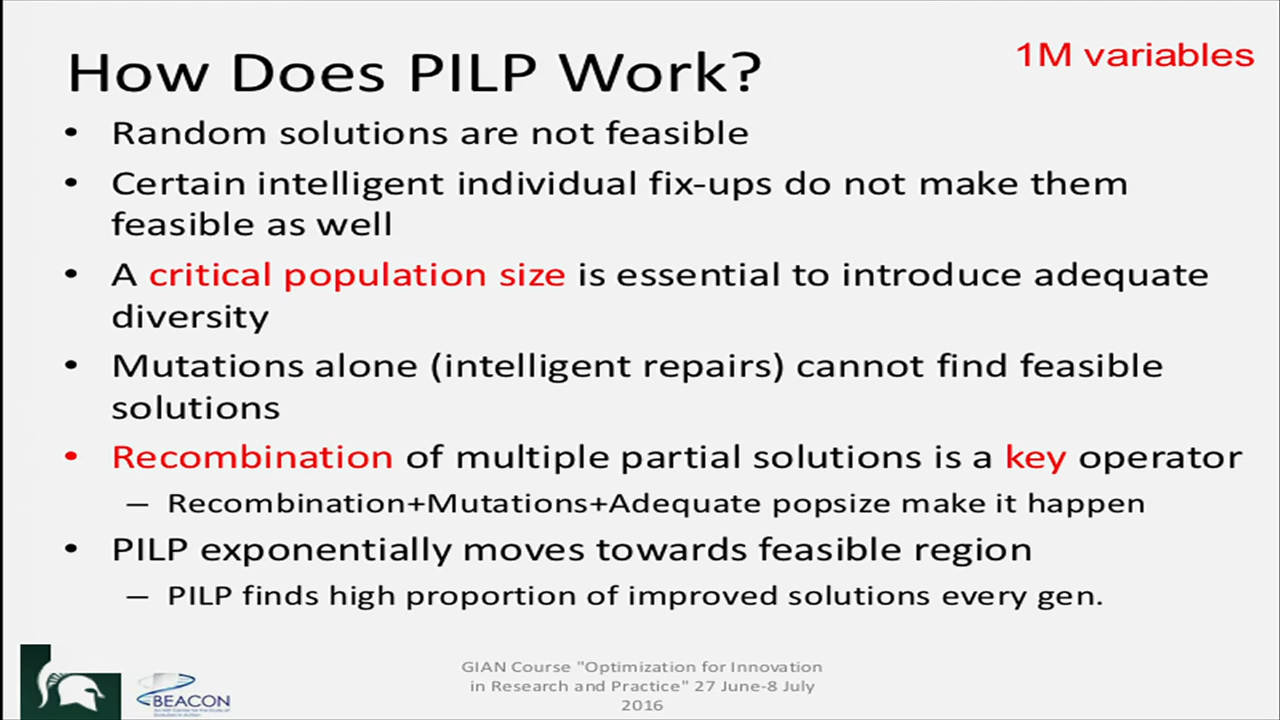 How Does PILP Work?
1M variables
• Random solutions are not feasible
• Certain intelligent individual fix-ups do not make them
feasible as well
• A critical population size is essential to introduce adequate
diversity
• Mutations alone (intelligent repairs) cannot find feasible
solutions
• Recombination of multiple partial solutions is a key operator
– Recombination+Mutations+Adequate popsize make it happen
• PILP exponentially moves towards feasible region
– PILP finds high proportion of improved solutions every gen.
BEACON
GIAN Course "Optimization for Innovation
in Research and Practice" 27 June-8 July
2016